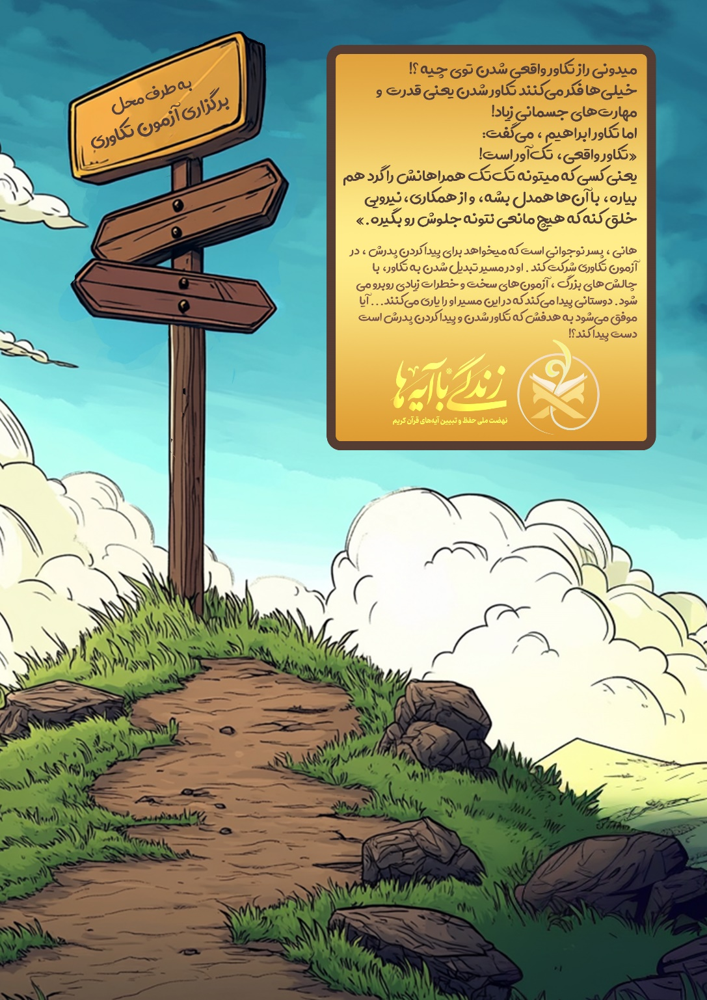 به طرف محل
برگزاری آزمون تکاوری
میدونی راز تکاور واقعی شدن توی چیه ؟!
خیلی‌ها فکر می‌کنند تکاور شدن یعنی قدرت و
مهارت‌های جسمانی زیاد!
اما تکاور ابراهیم ، می‌گفت:
«تکاور واقعی، تک‌آور است!
یعنی کسی که میتونه تک تک همراهانش را گرد هم
بیاره، با آن‌ها همدل بشه، و از همکاری، نیرویی
خلق کنه که هیچ مانعی نتونه جلوش رو بگیره.»
هانی ، پسر نوجوانی است که میخواهد برای پیدا کردن پدرش ، در
آزمون تکاوری شرکت کند . او در مسیر تبدیل شدن به تکاور، با
چالش‌های بزرگ ، آزمون‌های سخت و خطرات زیادی روبرو می
شود. دوستانی پیدا می‌کند که در این مسیر او را یاری می‌کنند... آیا
موفق می‌شود به هدفش که تکاور شدن و پیدا کردن پدرش است
دست پیدا کند؟!
زندگی با آیه‌ها
نهضت ملی حفظ و تبیین آیه‌های قرآن کریم